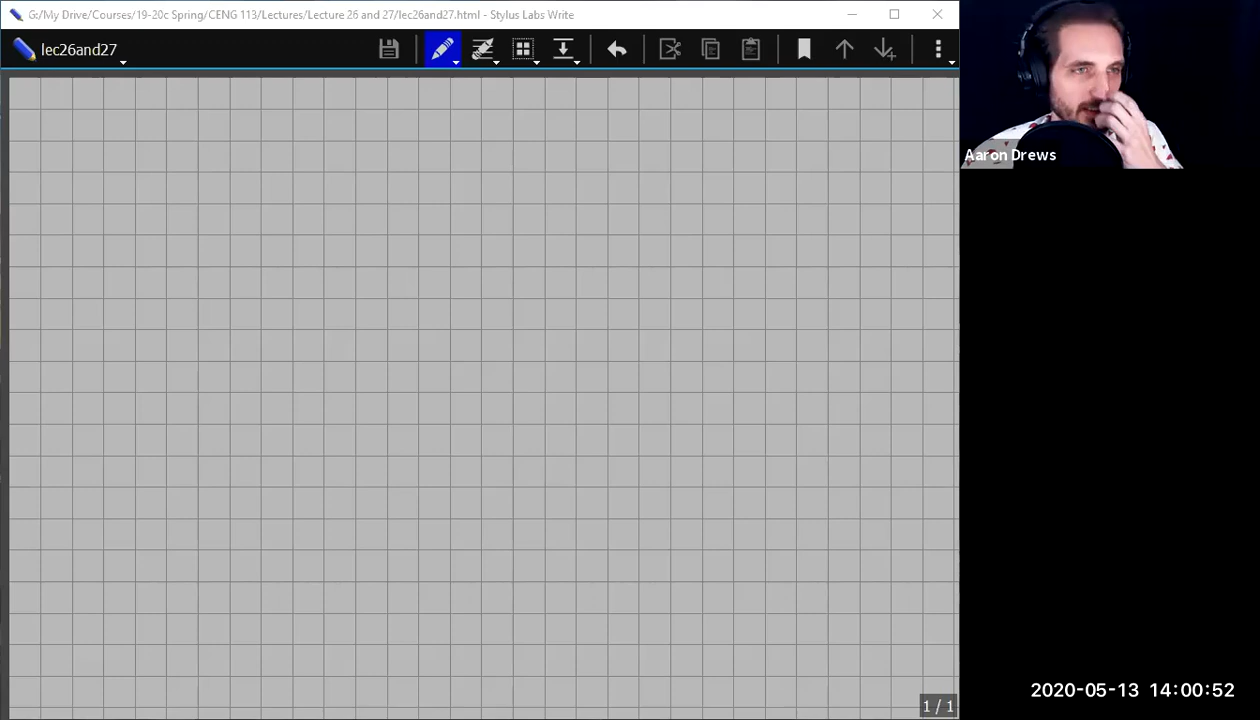 G:/My Drive/Courses/19-20c Spring/CENG 113/Lectures/Lecture 26 and 27/lec26and27.html - Stylus Labs Write
lec26and27
Aaron Drews
2020-05-13 14:00:52
1 / 1